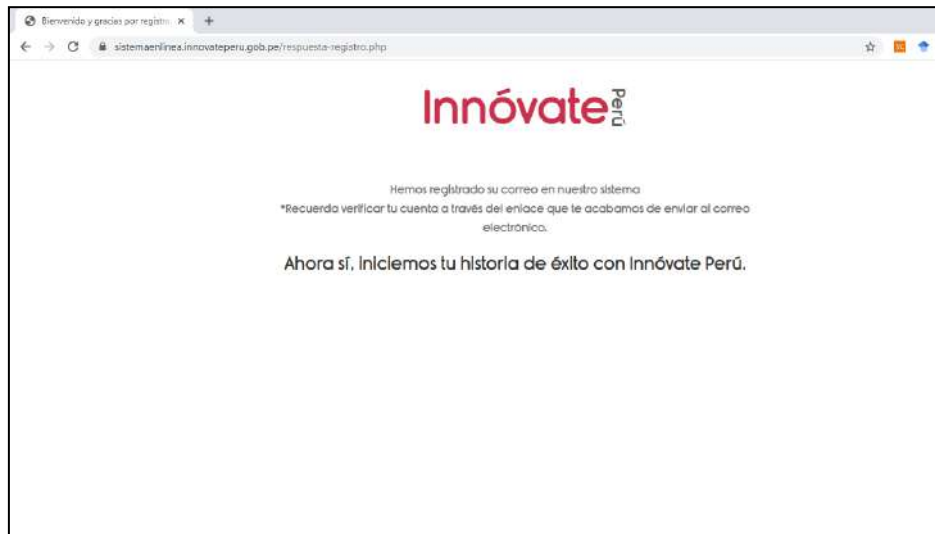 Bienvenido y gracias por registro
sistemaenlinea.innovateperu.gob.pe/respuesta-registro.php
Innóvate Perú
Hemos registrado su correo en nuestro sistema
*Recuerda verificar tu cuenta a través del enlace que te acabamos de enviar al correo
electrónico.
Ahora sí, iniciemos tu historia de éxito con Innóvate Perú.